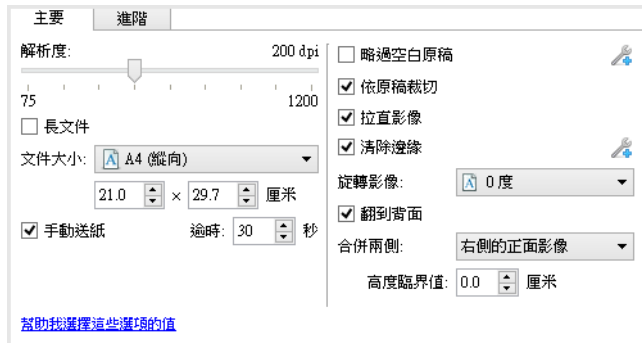 主要
進階
解析度:
200 dpi
75
1200
長文件
文件大小:
A4 (縱向)
21.0 × 29.7 厘米
手動送紙
逾時: 30 秒
幫助我選擇這些選項的值
略過空白原稿
依原稿裁切
拉直影像
清除邊緣
旋轉影像:
0 度
翻到背面
合併兩側:
右側的正面影像
高度臨界值: 0.0 厘米